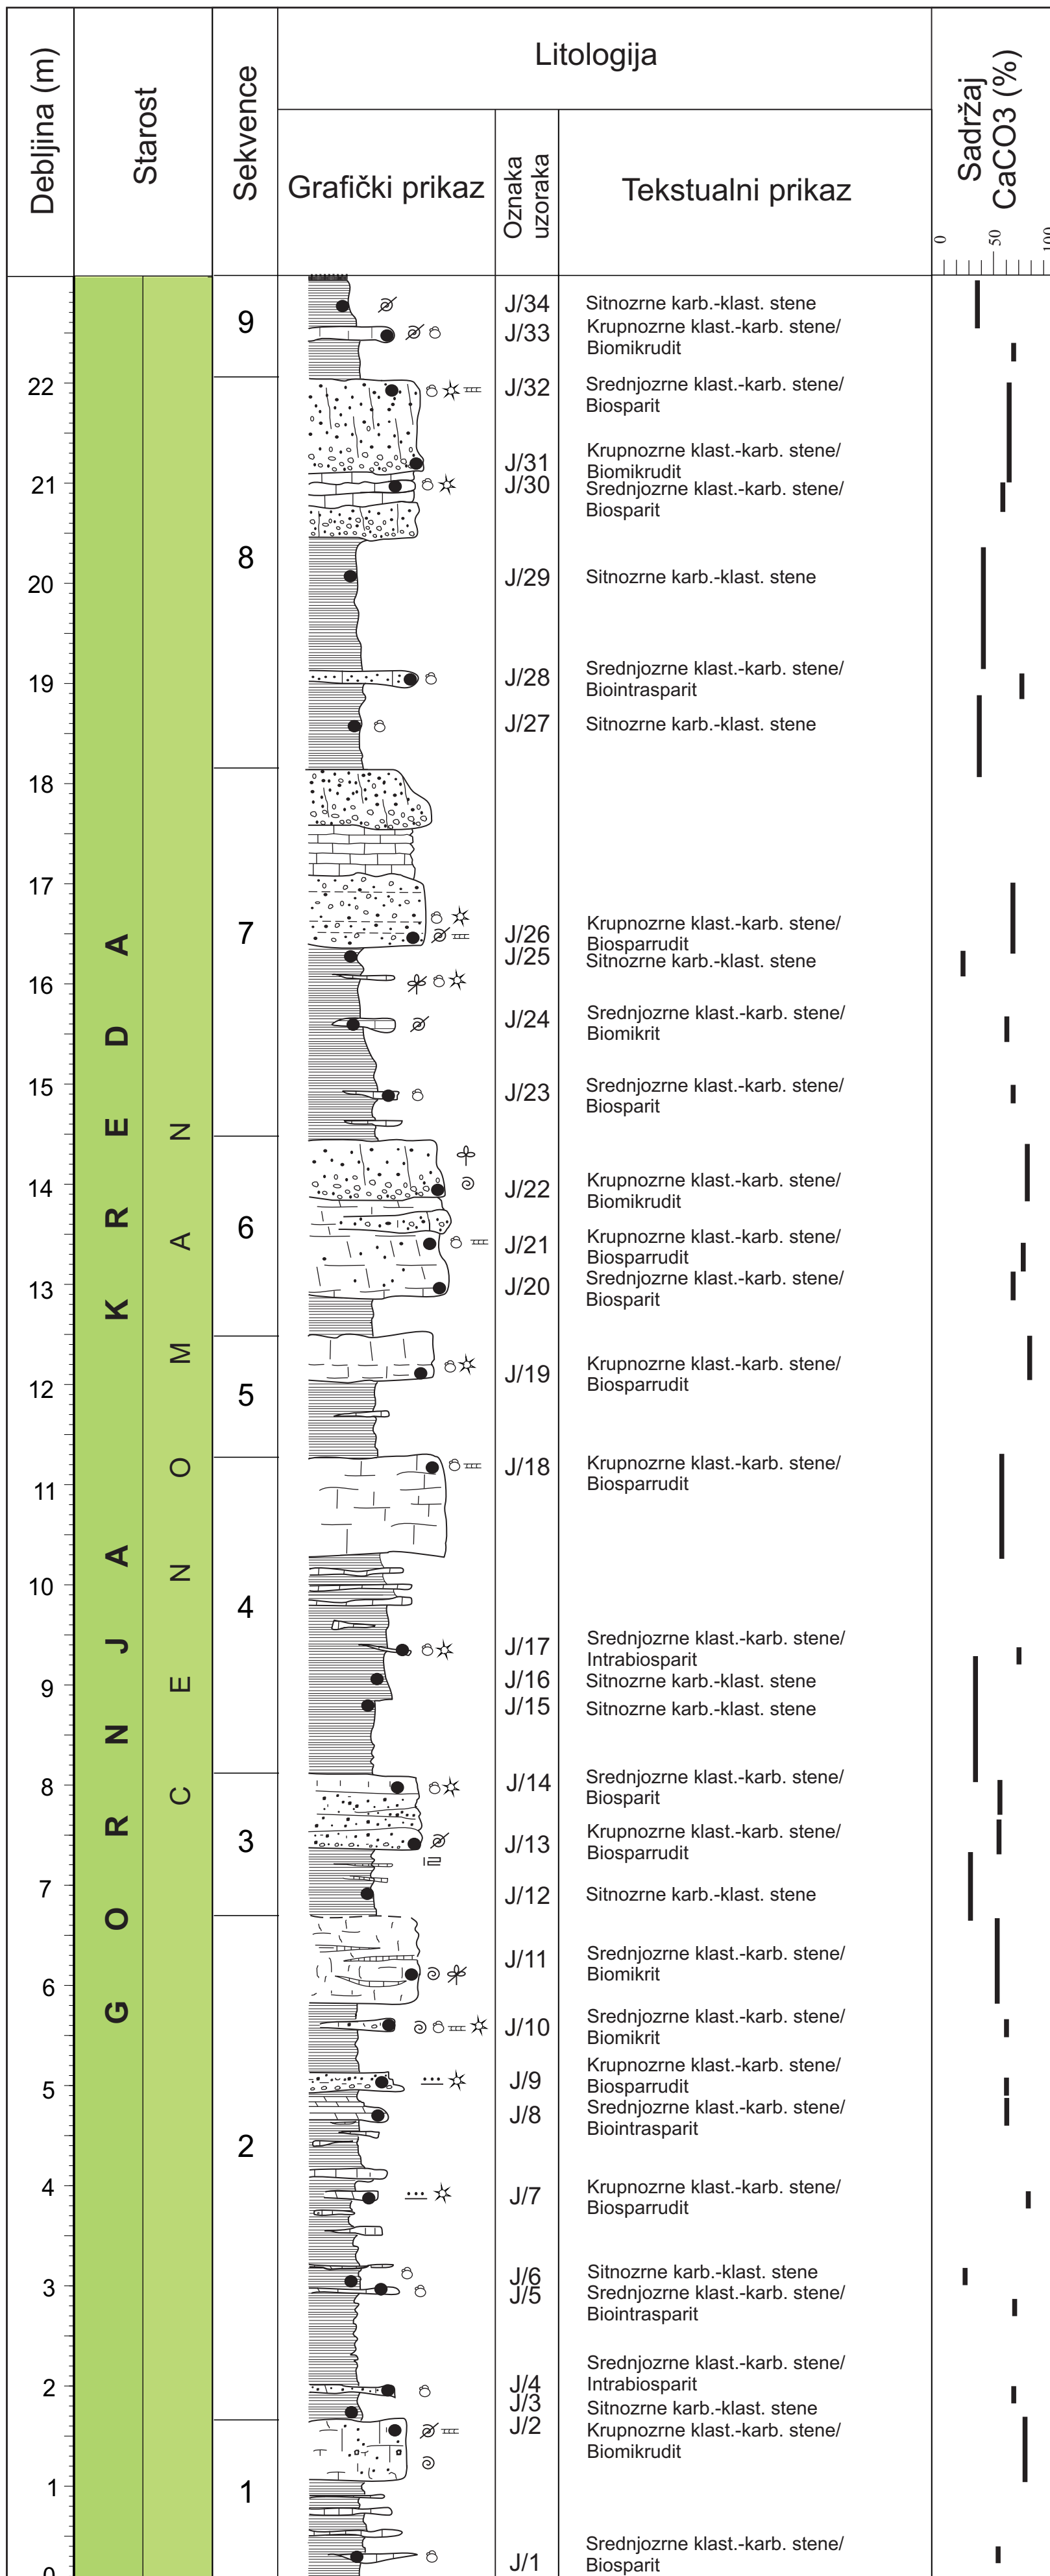 Debljina (m)
Starost
Sekvence
Litologija
Grafički prikaz
Oznaka
uzoraka
Tekstualni prikaz
Sadržaj
CaCO3 (%)
0
50
100
GORNJA KREDA
CENOMAN
9
J/34
Sitnozrne karb.-klast. stene
J/33
Krupnozrne klast.-karb. stene/
Biomikrudit
22
J/32
Srednjozrne klast.-karb. stene/
Biosparit
J/31
Krupnozrne klast.-karb. stene/
Biomikrudit
21
J/30
Srednjozrne klast.-karb. stene/
Biosparit
8
20
J/29
Sitnozrne karb.-klast. stene
19
J/28
Srednjozrne klast.-karb. stene/
Biointrasparit
J/27
Sitnozrne karb.-klast. stene
18
17
7
J/26
Krupnozrne klast.-karb. stene/
Biosparrudit
J/25
Sitnozrne karb.-klast. stene
16
J/24
Srednjozrne klast.-karb. stene/
Biomikrit
15
J/23
Srednjozrne klast.-karb. stene/
Biosparit
14
J/22
Krupnozrne klast.-karb. stene/
Biomikrudit
6
J/21
Krupnozrne klast.-karb. stene/
Biosparrudit
13
J/20
Srednjozrne klast.-karb. stene/
Biosparit
12
J/19
Krupnozrne klast.-karb. stene/
Biosparrudit
5
11
J/18
Krupnozrne klast.-karb. stene/
Biosparrudit
10
4
J/17
Srednjozrne klast.-karb. stene/
Intrabiosparit
9
J/16
Sitnozrne karb.-klast. stene
J/15
Sitnozrne karb.-klast. stene
8
J/14
Srednjozrne klast.-karb. stene/
Biosparit
3
J/13
Krupnozrne klast.-karb. stene/
Biosparrudit
7
J/12
Sitnozrne karb.-klast. stene
J/11
Srednjozrne klast.-karb. stene/
Biomikrit
6
J/10
Srednjozrne klast.-karb. stene/
Biomikrit
5
J/9
Krupnozrne klast.-karb. stene/
Biosparrudit
J/8
Srednjozrne klast.-karb. stene/
Biointrasparit
2
4
J/7
Krupnozrne klast.-karb. stene/
Biosparrudit
J/6
Sitnozrne karb.-klast. stene
3
J/5
Srednjozrne klast.-karb. stene/
Biointrasparit
2
J/4
Srednjozrne klast.-karb. stene/
Intrabiosparit
J/3
Sitnozrne karb.-klast. stene
J/2
Krupnozrne klast.-karb. stene/
Biomikrudit
1
1
J/1
Srednjozrne klast.-karb. stene/
Biosparit
0